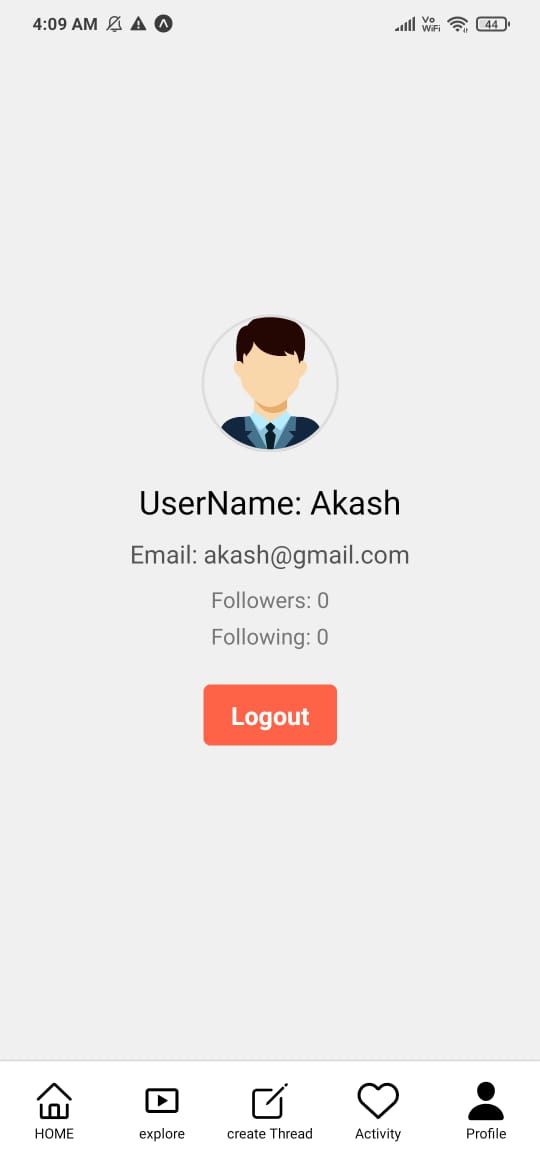 4:09 AM
Vo
WiFi
44
UserName: Akash
Email: akash@gmail.com
Followers: 0
Following: 0
Logout
HOME
explore
create Thread
Activity
Profile